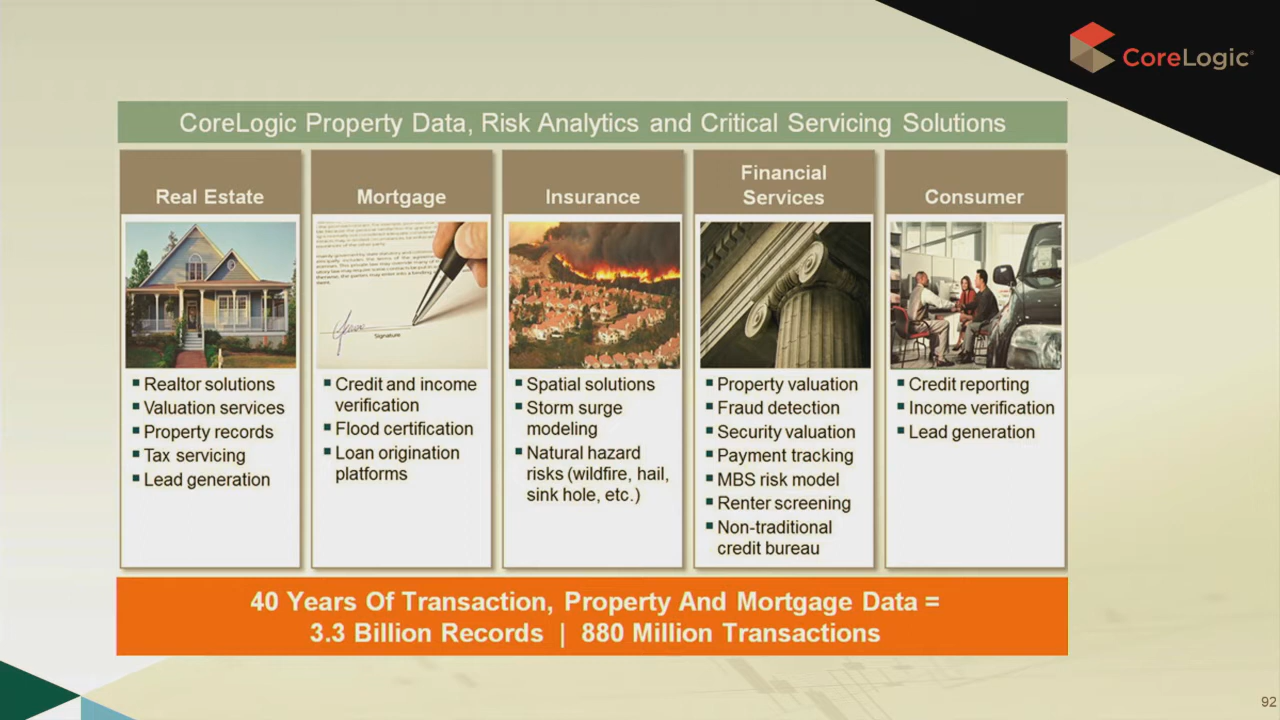 CoreLogic®
CoreLogic Property Data, Risk Analytics and Critical Servicing Solutions
Real Estate
▪ Realtor solutions
▪ Valuation services
▪ Property records
▪ Tax servicing
▪ Lead generation
Mortgage
Signature
▪ Credit and income
verification
▪ Flood certification
▪ Loan origination
platforms
Insurance
▪ Spatial solutions
▪ Storm surge
modeling
▪ Natural hazard
risks (wildfire, hail,
sink hole, etc.)
Financial
Services
▪ Property valuation
▪ Fraud detection
▪ Security valuation
▪ Payment tracking
▪ MBS risk model
▪ Renter screening
▪ Non-traditional
credit bureau
Consumer
▪ Credit reporting
▪ Income verification
▪ Lead generation
40 Years Of Transaction, Property And Mortgage Data =
3.3 Billion Records | 880 Million Transactions
92